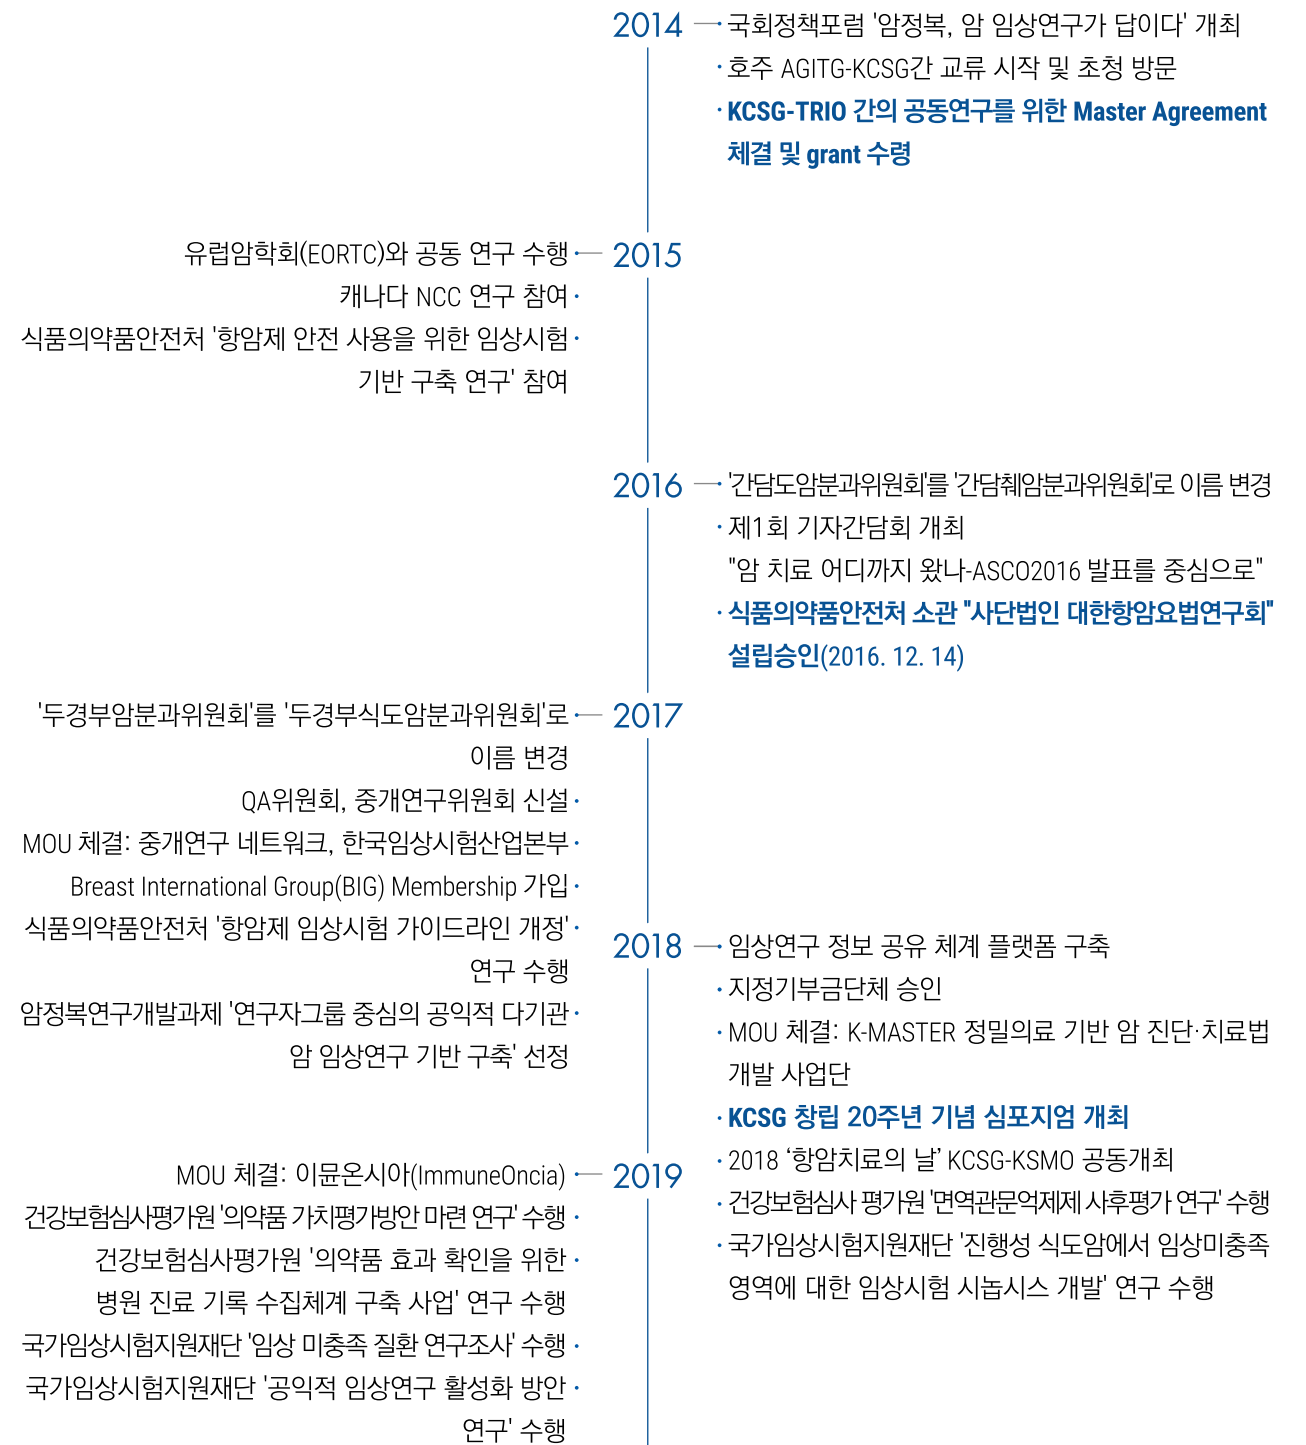 2014
· 국회정책포럼 '암정복, 암 임상연구가 답이다' 개최
· 호주 AGITG-KCSG간 교류 시작 및 초청 방문
· KCSG-TRIO 간의 공동연구를 위한 Master Agreement
체결 및 grant 수령
2015
유럽암학회(EORTC)와 공동 연구 수행 ·
캐나다 NCC 연구 참여 ·
식품의약품안전처 '항암제 안전 사용을 위한 임상시험 ·
기반 구축 연구' 참여
2016
· '간담도암분과위원회'를 '간담췌암분과위원회'로 이름 변경
· 제1회 기자간담회 개최
"암 치료 어디까지 왔나-ASCO2016 발표를 중심으로"
· 식품의약품안전처 소관 "사단법인 대한항암요법연구회"
설립승인(2016. 12. 14)
2017
'두경부암분과위원회'를 '두경부식도암분과위원회'로 ·
이름 변경
QA위원회, 중개연구위원회 신설 ·
MOU 체결: 중개연구 네트워크, 한국임상시험산업본부 ·
Breast International Group(BIG) Membership 가입 ·
식품의약품안전처 '항암제 임상시험 가이드라인 개정' ·
연구 수행
암정복연구개발과제 '연구자그룹 중심의 공익적 다기관 ·
암 임상연구 기반 구축' 선정
2018
· 임상연구 정보 공유 체계 플랫폼 구축
· 지정기부금단체 승인
· MOU 체결: K-MASTER 정밀의료 기반 암 진단·치료법
개발 사업단
· KCSG 창립 20주년 기념 심포지엄 개최
· 2018 ‘항암치료의 날’ KCSG-KSMO 공동개최
· 건강보험심사 평가원 '면역관문억제제 사후평가 연구' 수행
· 국가임상시험지원재단 '진행성 식도암에서 임상미충족
영역에 대한 임상시험 시놉시스 개발' 연구 수행
2019
MOU 체결: 이뮨온시아(ImmuneOncia) ·
건강보험심사평가원 '의약품 가치평가방안 마련 연구' 수행 ·
건강보험심사평가원 '의약품 효과 확인을 위한 ·
병원 진료 기록 수집체계 구축 사업' 연구 수행
국가임상시험지원재단 '임상 미충족 질환 연구조사' 수행 ·
국가임상시험지원재단 '공익적 임상연구 활성화 방안 ·
연구' 수행